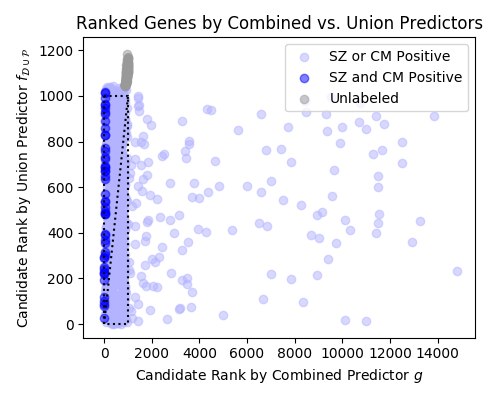 Ranked Genes by Combined vs. Union Predictors
Candidate Rank by Union Predictor f_{D∪P}
1200
1000
800
600
400
200
0
SZ or CM Positive
SZ and CM Positive
Unlabeled
0 2000 4000 6000 8000 10000 12000 14000
Candidate Rank by Combined Predictor g